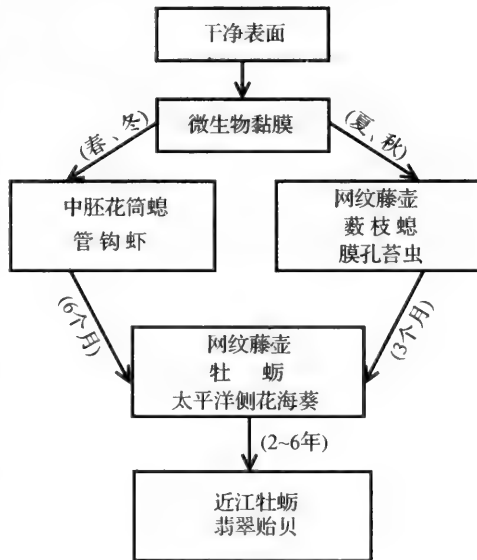 干净表面
微生物黏膜
(春、冬)
(夏、秋)
中胚花筒螅
管钩虾
网纹藤壶
薮枝螅
膜孔苔虫
(6个月)
(3个月)
网纹藤壶
牡蛎
太平洋侧花海葵
(2~6年)
近江牡蛎
翡翠贻贝